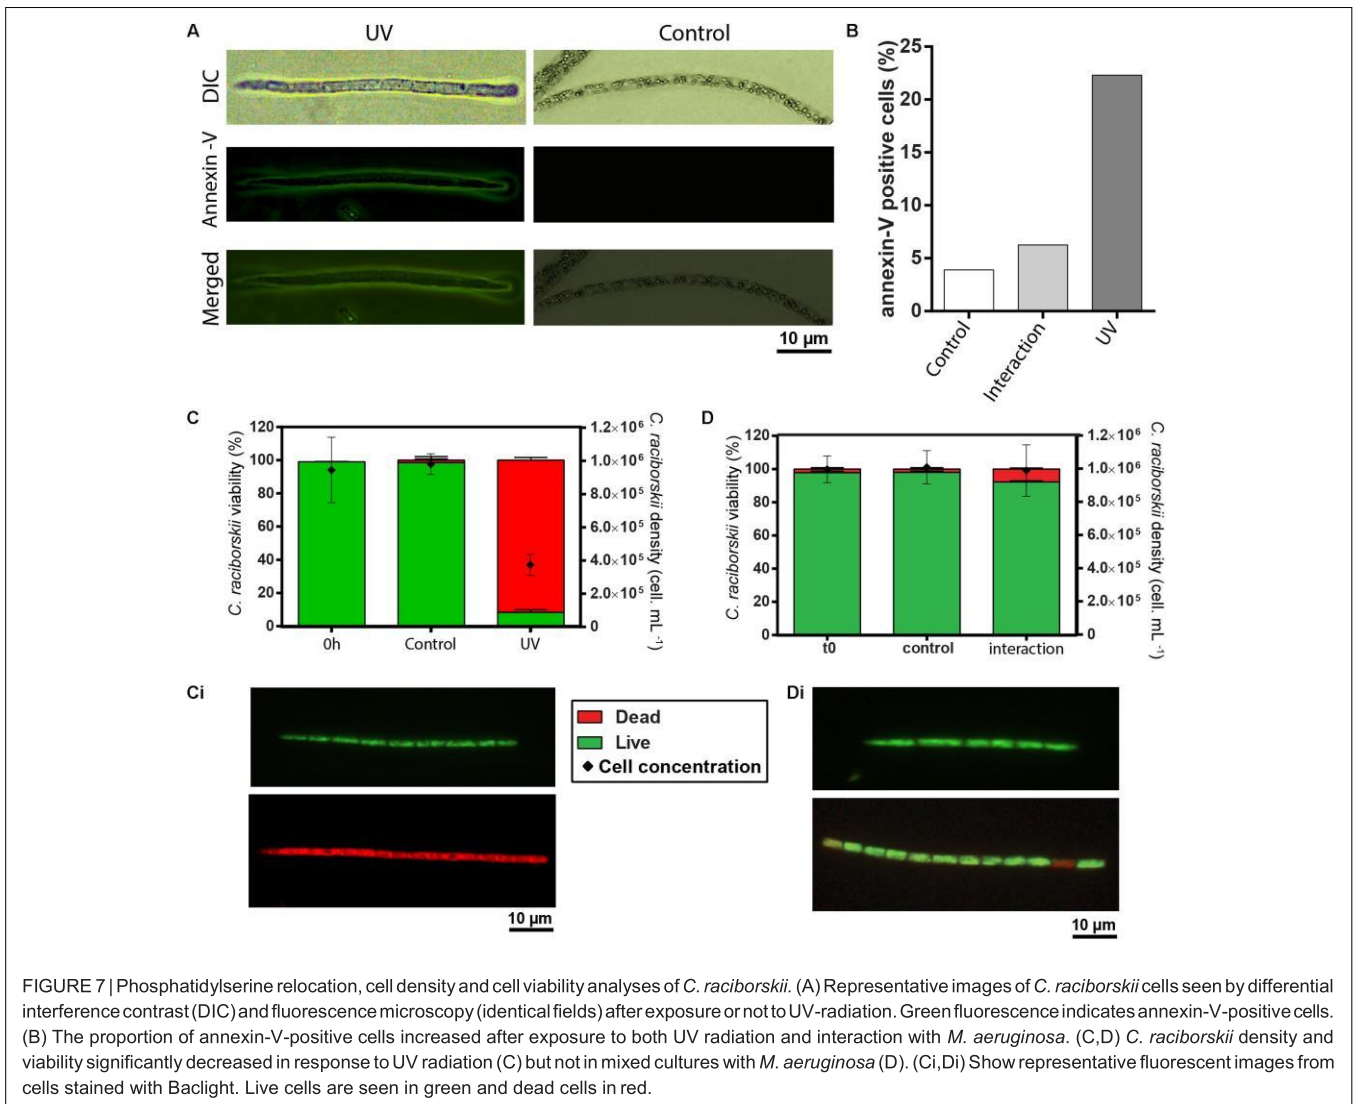 A
UV
Control
B
DIC
Annexin -V
Merged
10 µm
annexin-V positive cells (%)
25
20
15
10
5
0
Control
Interaction
UV
C
C. raciborskii viability (%)
120
100
80
60
40
20
0
0h
Control
UV
1.2×10⁶
1.0×10⁶
8.0×10⁵
6.0×10⁵
4.0×10⁵
2.0×10⁵
0
C. raciborskii density (cell. mL⁻¹)
D
C. raciborskii viability (%)
120
100
80
60
40
20
0
t0
control
interaction
1.2×10⁶
1.0×10⁶
8.0×10⁵
6.0×10⁵
4.0×10⁵
2.0×10⁵
0
C. raciborskii density (cell. mL⁻¹)
Ci
10 µm
Dead
Live
Cell concentration
Di
10 µm
FIGURE 7 | Phosphatidylserine relocation, cell density and cell viability analyses of C. raciborskii. (A) Representative images of C. raciborskii cells seen by differential
interference contrast (DIC) and fluorescence microscopy (identical fields) after exposure or not to UV-radiation. Green fluorescence indicates annexin-V-positive cells.
(B) The proportion of annexin-V-positive cells increased after exposure to both UV radiation and interaction with M. aeruginosa. (C,D) C. raciborskii density and
viability significantly decreased in response to UV radiation (C) but not in mixed cultures with M. aeruginosa (D). (Ci,Di) Show representative fluorescent images from
cells stained with Baclight. Live cells are seen in green and dead cells in red.